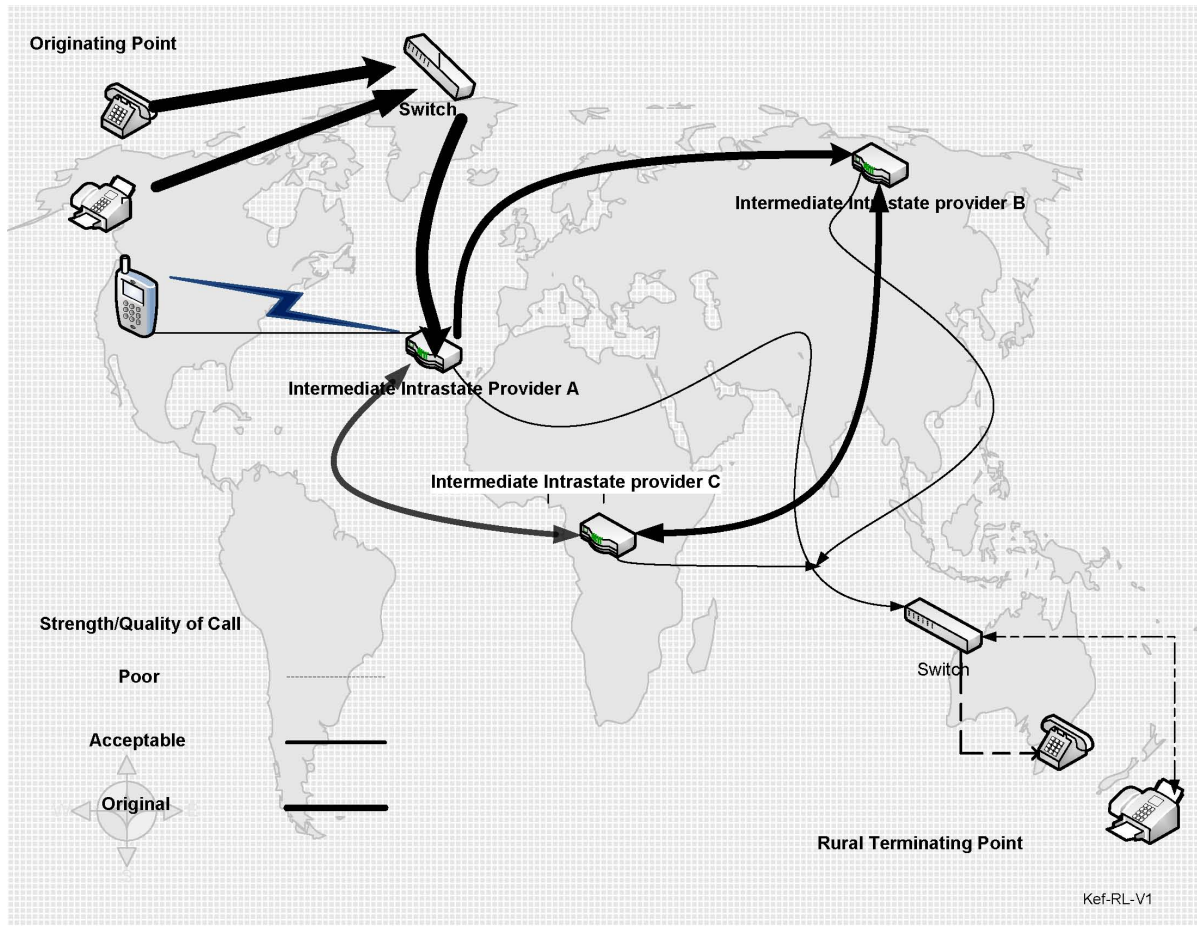 Originating Point
Switch
Intermediate Intrastate provider B
Intermediate Intrastate Provider A
Intermediate Intrastate provider C
Strength/Quality of Call
Poor
Acceptable
Original
Switch
Rural Terminating Point
Kef-RL-V1